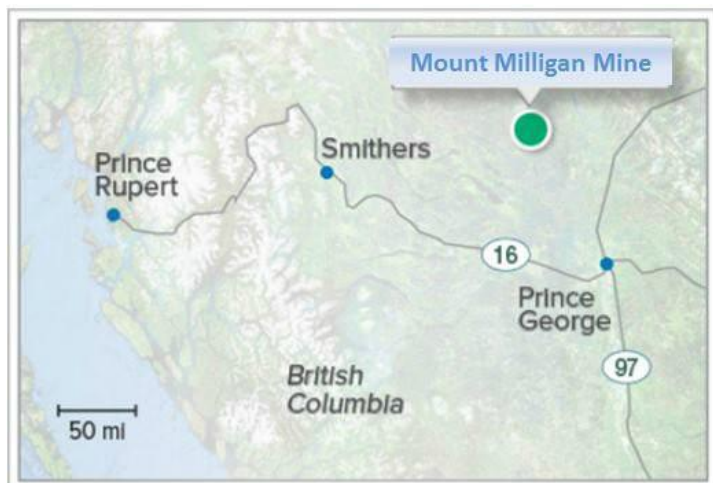 Mount Milligan Mine
Smithers
Prince
Rupert
16
Prince
George
97
British
Columbia
50 mi